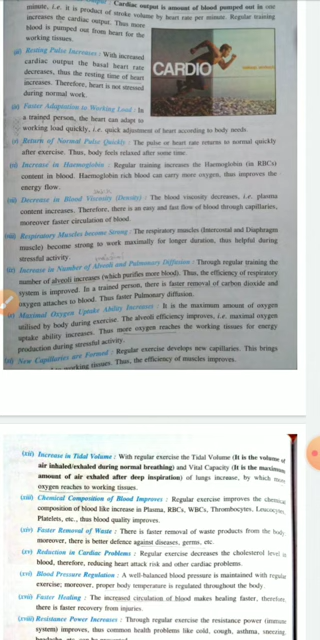 Cardiac output is amount of blood pumped out in one
minute, i.e. it is product of stroke volume by heart rate per minute. Regular training
increases the cardiac output. Thus more
blood is pumped out from heart for the
working tissues.
Resting Pulse Increases : With increased
cardiac output the basal heart rate
decreases, thus the resting time of heart
increases. Therefore, heart is not stressed
during normal work.
CARDIO
Faster Adaptation to Working Load : In
a trained person, the heart can adapt to
working load quickly, i.e. quick adjustment of heart according to body needs.
Return of Normal Pulse Quickly : The pulse or heart rate returns to normal quickly
after exercise. Thus, body feels relaxed after some time.
Increase in Haemoglobin : Regular training increases the Haemoglobin (in RBCs)
content in blood. Haemoglobin rich blood can carry more oxygen, thus improves the
energy flow.
Decrease in Blood Viscosity (Density) : The blood viscosity decreases, i.e. plasma
content increases. Therefore, there is an easy and fast flow of blood through capillaries,
moreover faster circulation of blood.
Respiratory Muscles become Strong : The respiratory muscles (Intercostal and Diaphragm
muscle) become strong to work maximally for longer duration, thus helpful during
stressful activity.
Increase in Number of Alveoli and Pulmonary Diffusion : Through regular training the
number of alveoli increases (which purifies more blood). Thus, the efficiency of respiratory
system is improved. In a trained person, there is faster removal of carbon dioxide and
oxygen attaches to blood. Thus faster Pulmonary diffusion.
(x) Maximal Oxygen Uptake Ability Increases : It is the maximum amount of oxygen
utilised by body during exercise. The alveoli efficiency improves, i.e. maximal oxygen
uptake ability increases. Thus more oxygen reaches the working tissues for energy
production during stressful activity.
(xi) New Capillaries are Formed : Regular exercise develops new capillaries. This brings
working tissues. Thus, the efficiency of muscles improves.
(xii) Increase in Tidal Volume : With regular exercise the Tidal Volume (It is the volume of
air inhaled/exhaled during normal breathing) and Vital Capacity (It is the maximum
amount of air exhaled after deep inspiration) of lungs increase, by which more
oxygen reaches to working tissues.
(xiii) Chemical Composition of Blood Improves : Regular exercise improves the chemical
composition of blood like increase in Plasma, RBCs, WBCs, Thrombocytes, Leucocytes,
Platelets, etc., thus blood quality improves.
(xiv) Faster Removal of Waste : There is faster removal of waste products from the body
moreover, there is better defence against diseases, germs, etc.
(xv) Reduction in Cardiac Problems : Regular exercise decreases the cholesterol level in
blood, therefore, reducing heart attack risk and other cardiac problems.
(xvi) Blood Pressure Regulation : A well-balanced blood pressure is maintained with regular
exercise; moreover, proper body temperature is regulated throughout the body.
(xvii) Faster Healing : The increased circulation of blood makes healing faster, therefore,
there is faster recovery from injuries.
(xviii) Resistance Power Increases : Through regular exercise the resistance power (immune
system) improves, thus common health problems like cold, cough, asthma, sneezing